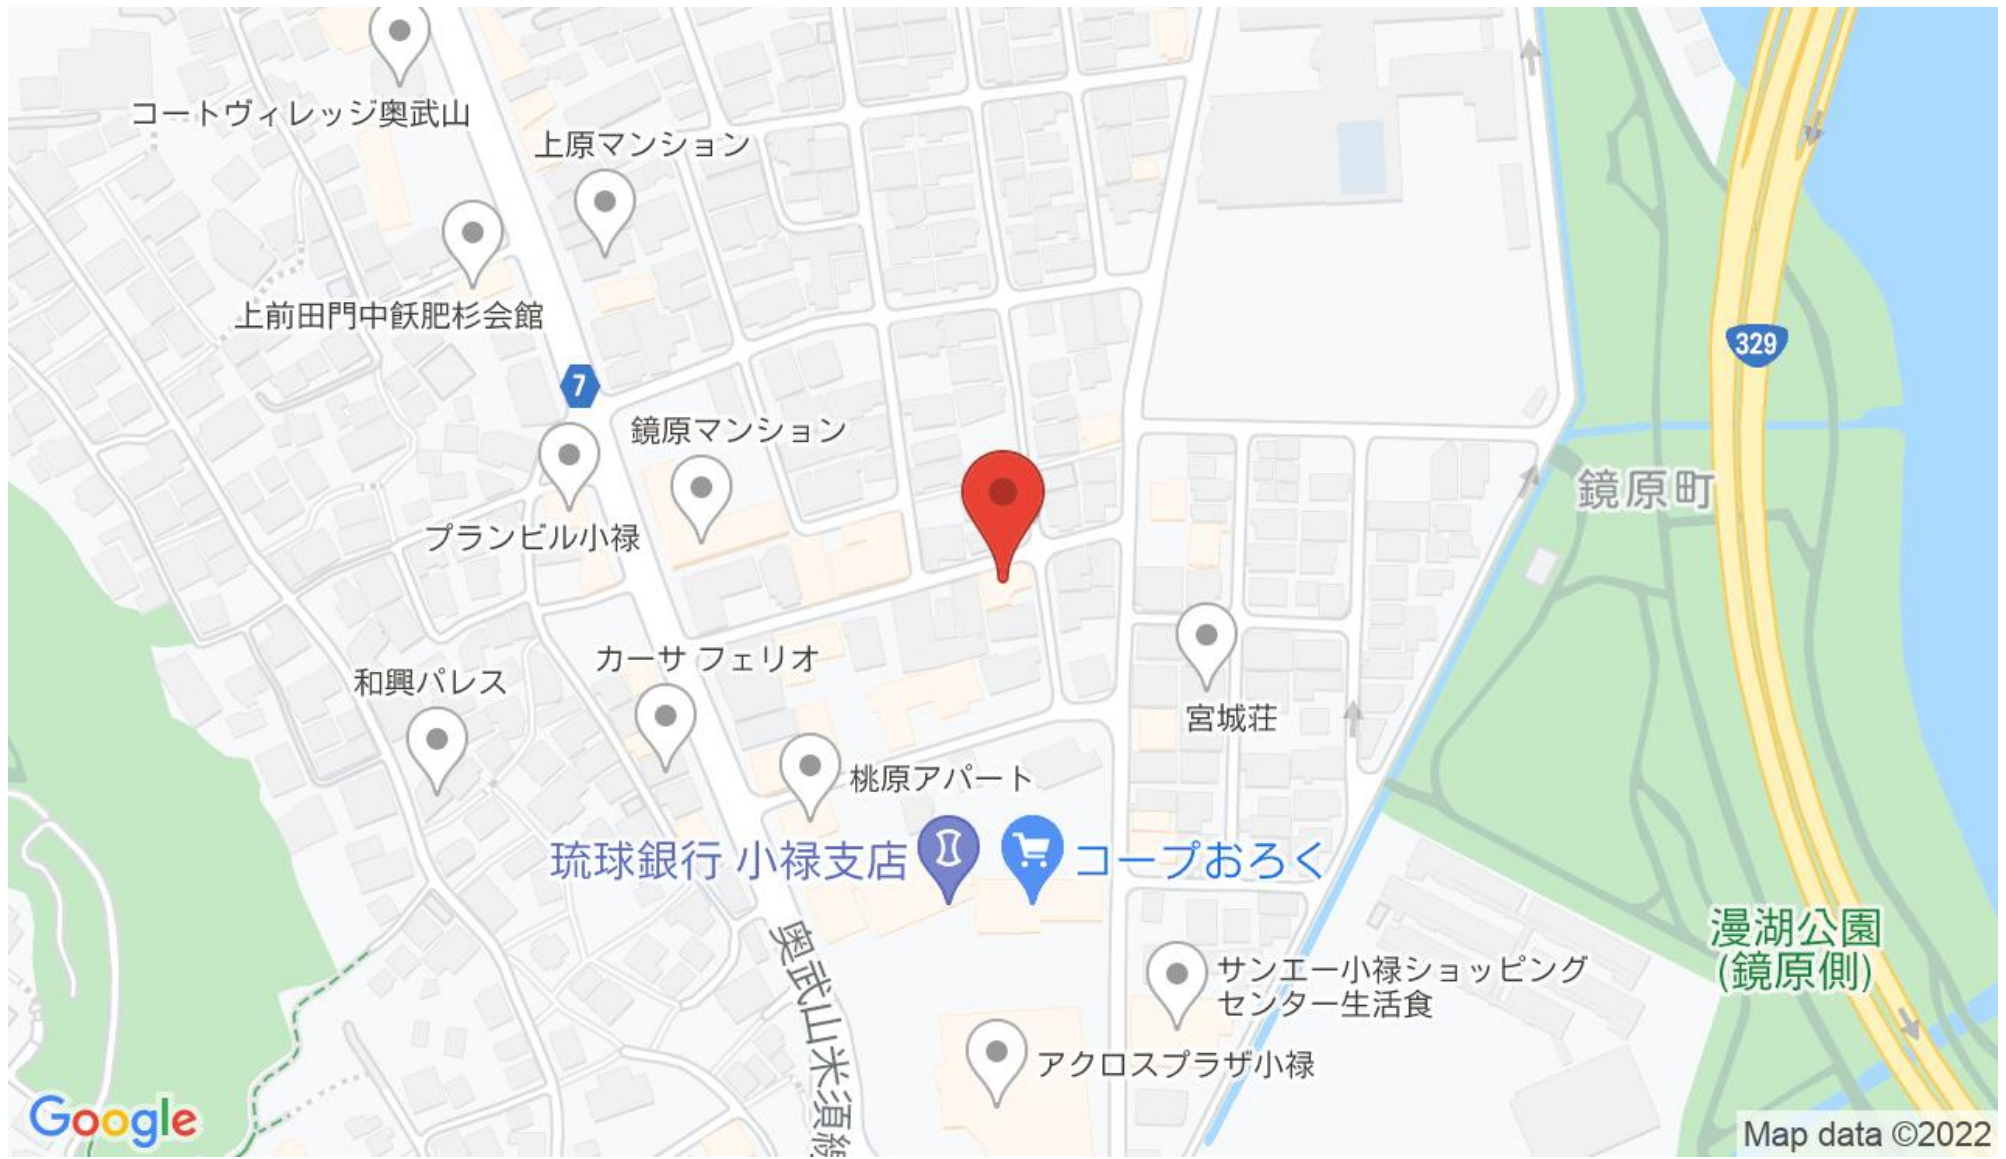 コートヴィレッジ奥武山
上原マンション
上前田門中飫肥杉会館
7
329
鏡原マンション
鏡原町
プランビル小禄
カーサ フェリオ
和興パレス
宮城荘
桃原アパート
琉球銀行 小禄支店
コープおろく
漫湖公園
(鏡原側)
奥武山米須線
サンエー小禄ショッピング
センター生活食
アクロスプラザ小禄
Google
Map data ©2022